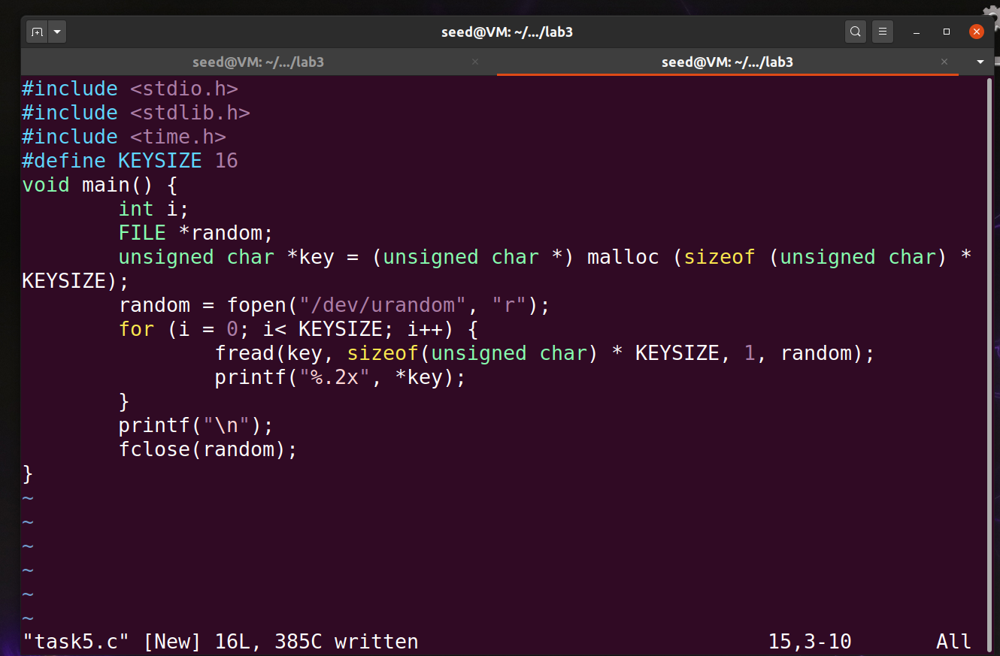 seed@VM: ~/.../lab3
seed@VM: ~/.../lab3
seed@VM: ~/.../lab3
#include <stdio.h>
#include <stdlib.h>
#include <time.h>
#define KEYSIZE 16
void main() {
        int i;
        FILE *random;
        unsigned char *key = (unsigned char *) malloc (sizeof (unsigned char) *
KEYSIZE);
        random = fopen("/dev/urandom", "r");
        for (i = 0; i< KEYSIZE; i++) {
                fread(key, sizeof(unsigned char) * KEYSIZE, 1, random);
                printf("%.2x", *key);
        }
        printf("\n");
        fclose(random);
}
~
~
~
~
~
~
"task5.c" [New] 16L, 385C written 15,3-10 All